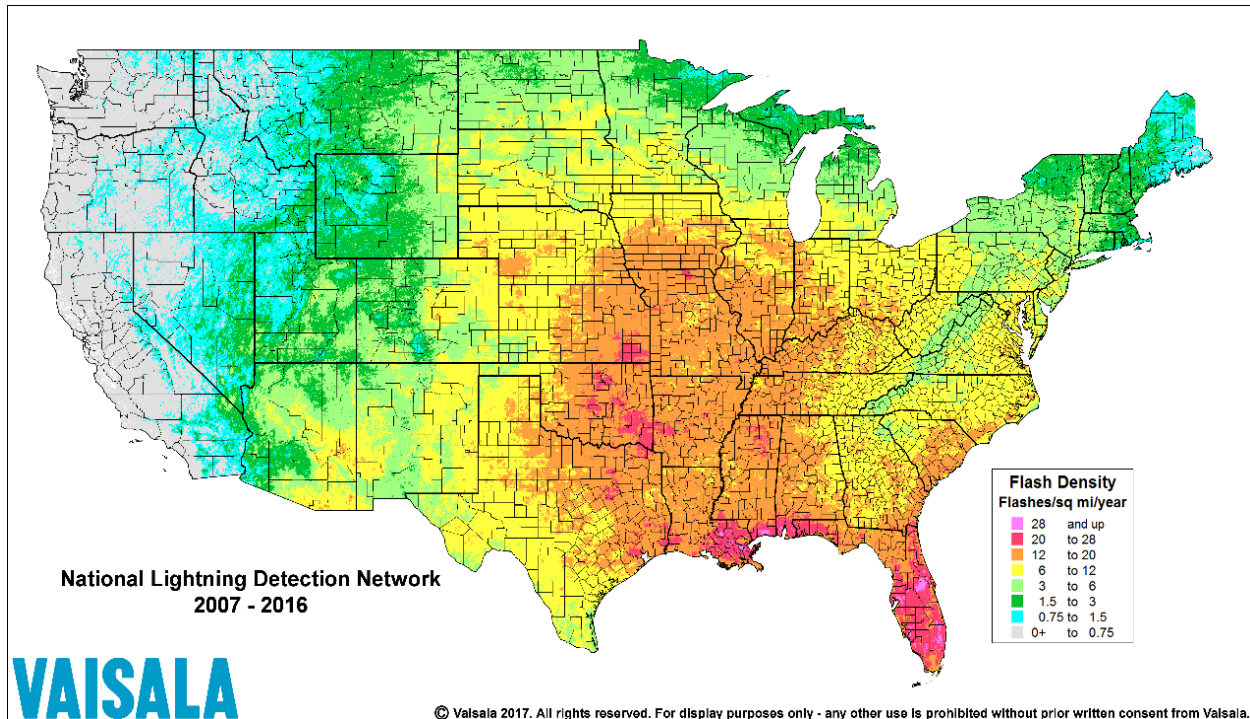 National Lightning Detection Network
2007 - 2016
Flash Density
Flashes/sq mi/year
28 and up
20 to 28
12 to 20
6 to 12
3 to 6
1.5 to 3
0.75 to 1.5
0+ to 0.75
VAISALA
© Vaisala 2017. All rights reserved. For display purposes only - any other use is prohibited without prior written consent from Vaisala.